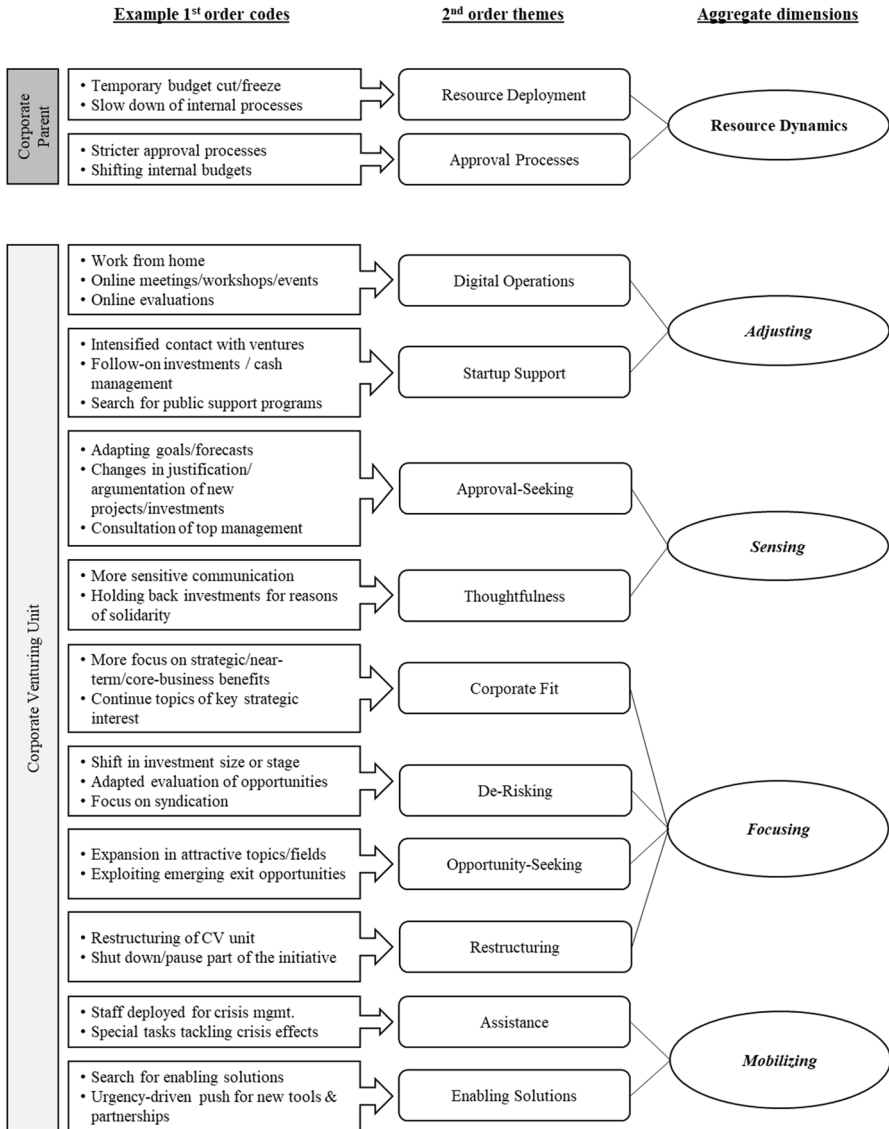 Example 1st order codes
2nd order themes
Aggregate dimensions
Corporate
Parent
• Temporary budget cut/freeze
• Slow down of internal processes
Resource Deployment
• Stricter approval processes
• Shifting internal budgets
Approval Processes
Resource Dynamics
Corporate Venturing Unit
• Work from home
• Online meetings/workshops/events
• Online evaluations
Digital Operations
• Intensified contact with ventures
• Follow-on investments / cash
management
• Search for public support programs
Startup Support
Adjusting
• Adapting goals/forecasts
• Changes in justification/
argumentation of new
projects/investments
• Consultation of top management
Approval-Seeking
• More sensitive communication
• Holding back investments for reasons
of solidarity
Thoughtfulness
Sensing
• More focus on strategic/near-
term/core-business benefits
• Continue topics of key strategic
interest
Corporate Fit
• Shift in investment size or stage
• Adapted evaluation of opportunities
• Focus on syndication
De-Risking
• Expansion in attractive topics/fields
• Exploiting emerging exit opportunities
Opportunity-Seeking
• Restructuring of CV unit
• Shut down/pause part of the initiative
Restructuring
Focusing
• Staff deployed for crisis mgmt.
• Special tasks tackling crisis effects
Assistance
• Search for enabling solutions
• Urgency-driven push for new tools &
partnerships
Enabling Solutions
Mobilizing